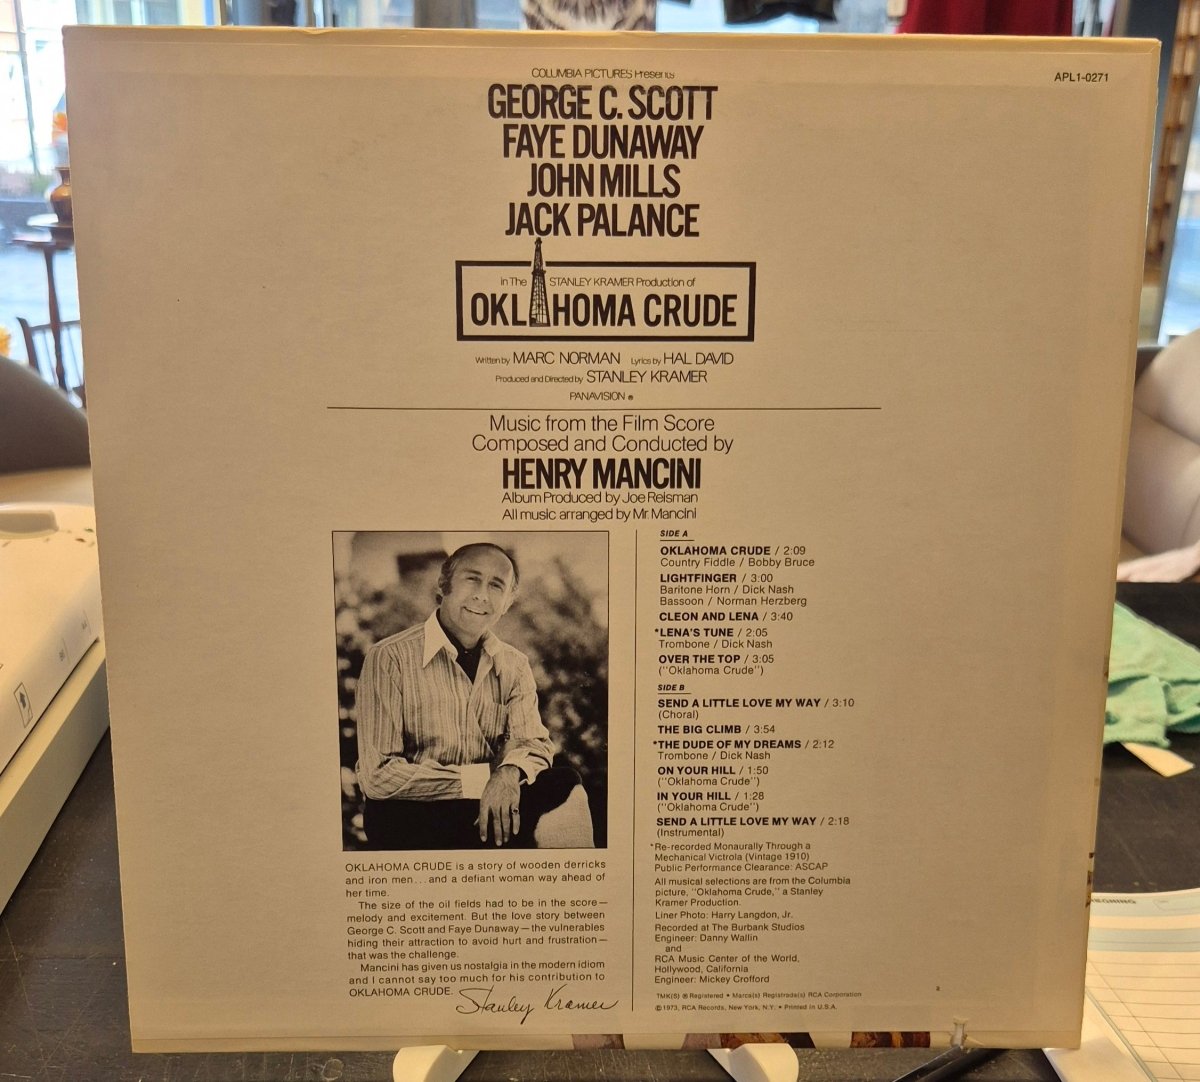 COLUMBIA PICTURES Presents
APL1-0271
GEORGE C. SCOTT
FAYE DUNAWAY
JOHN MILLS
JACK PALANCE
in The STANLEY KRAMER Production of
OKLAHOMA CRUDE
Written by MARC NORMAN Lyrics by HAL DAVID
Produced and Directed by STANLEY KRAMER
PANAVISION ®
Music from the Film Score
Composed and Conducted by
HENRY MANCINI
Album Produced by Joe Reisman
All music arranged by Mr. Mancini
SIDE A
OKLAHOMA CRUDE / 2:09
Country Fiddle / Bobby Bruce
LIGHTFINGER / 3:00
Baritone Horn / Dick Nash
Bassoon / Norman Herzberg
CLEON AND LENA / 3:40
*LENA'S TUNE / 2:05
Trombone / Dick Nash
OVER THE TOP / 3:05
("Oklahoma Crude")
SIDE B
SEND A LITTLE LOVE MY WAY / 3:10
(Choral)
THE BIG CLIMB / 3:54
*THE DUDE OF MY DREAMS / 2:12
Trombone / Dick Nash
ON YOUR HILL / 1:50
("Oklahoma Crude")
IN YOUR HILL / 1:28
("Oklahoma Crude")
SEND A LITTLE LOVE MY WAY / 2:18
(Instrumental)
*Re-recorded Monaurally Through a
Mechanical Victrola (Vintage 1910)
Public Performance Clearance: ASCAP
All musical selections are from the Columbia
picture, "Oklahoma Crude," a Stanley
Kramer Production.
Liner Photo: Harry Langdon, Jr.
Recorded at The Burbank Studios
Engineer: Danny Wallin
and
RCA Music Center of the World,
Hollywood, California
Engineer: Mickey Crofford
TMK(S) ® Registered • Marca(s) Registrada(s) RCA Corporation
© 1973, RCA Records, New York, N.Y. • Printed in U.S.A.
2
OKLAHOMA CRUDE is a story of wooden derricks
and iron men...and a defiant woman way ahead of
her time.
The size of the oil fields had to be in the score—
melody and excitement. But the love story between
George C. Scott and Faye Dunaway—the vulnerables
hiding their attraction to avoid hurt and frustration—
that was the challenge.
Mancini has given us nostalgia in the modern idiom
and I cannot say too much for his contribution to
OKLAHOMA CRUDE.
Stanley Kramer